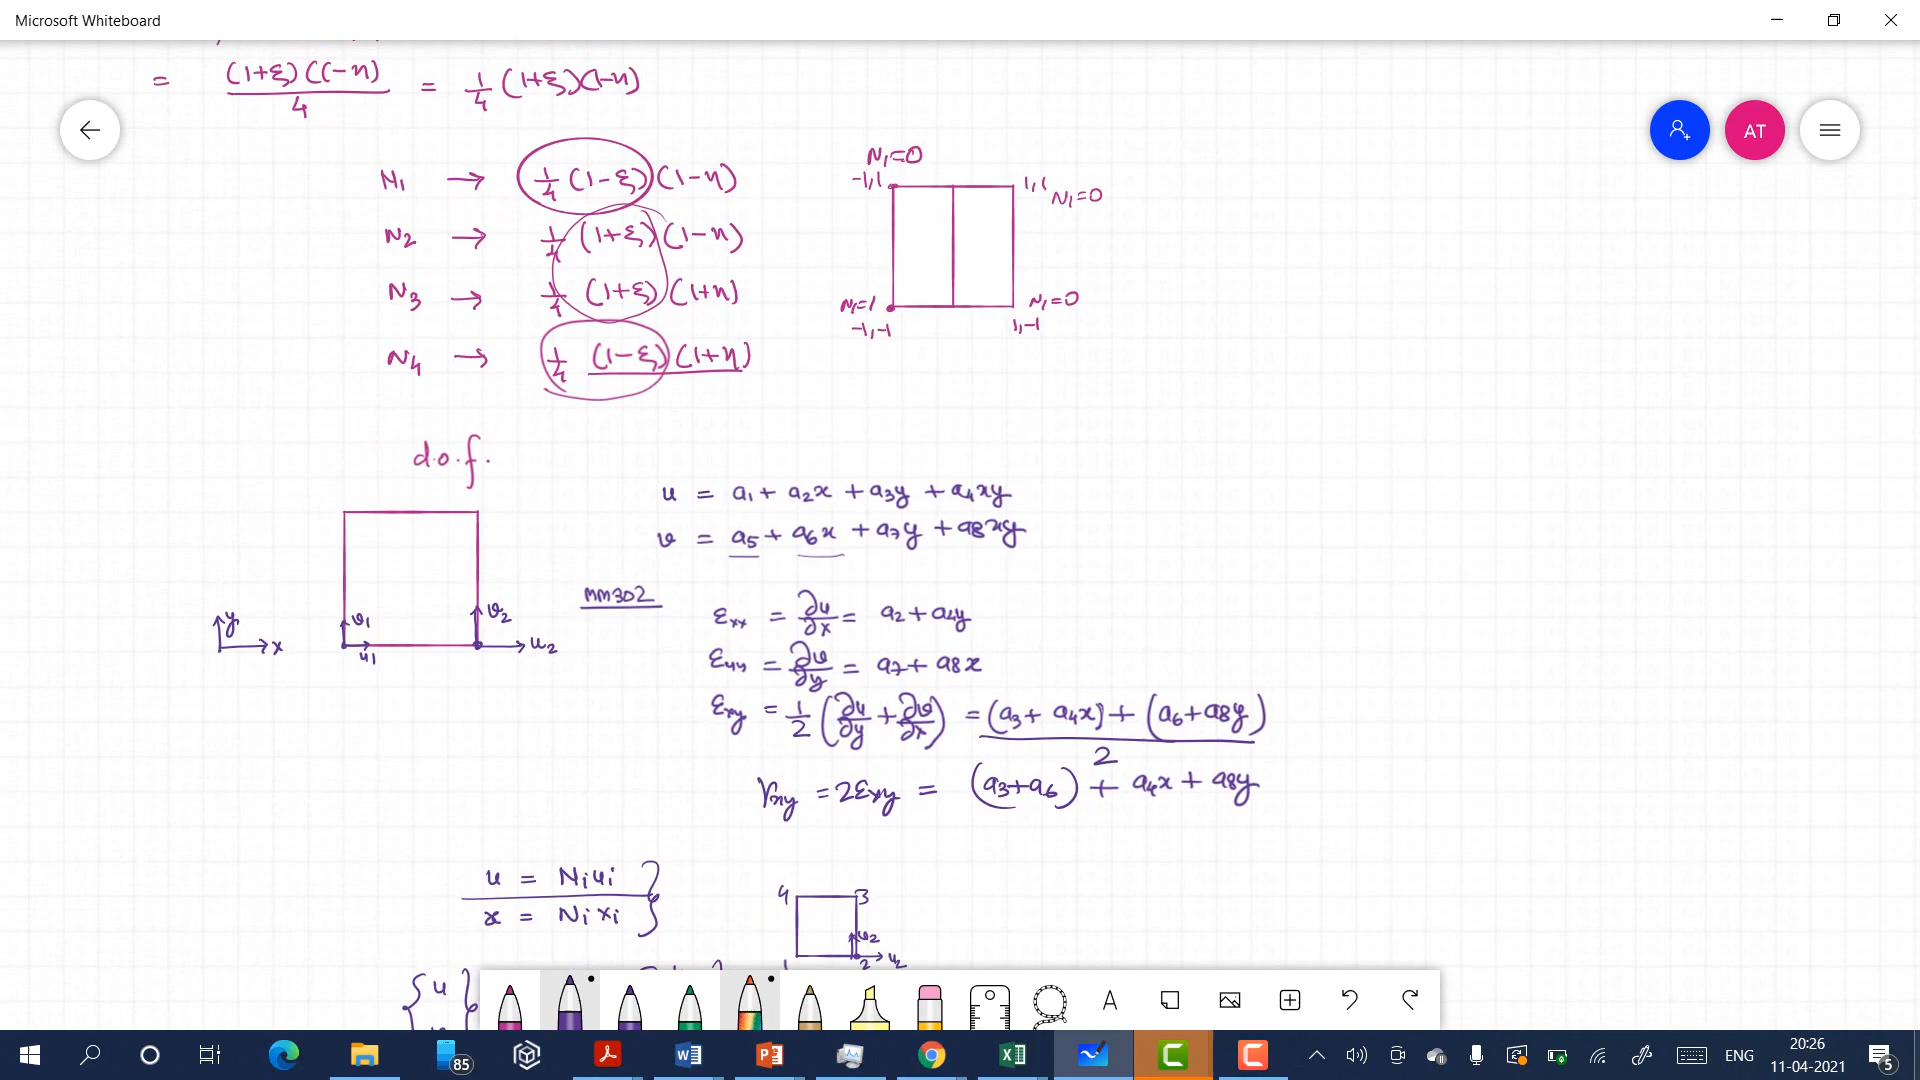 Microsoft Whiteboard
= (1+ξ)((-η)/4 = 1/4 (1+ξ)(1-η)
AT
N1 → 1/4 (1-ξ)(1-η)
N2 → 1/4 (1+ξ)(1-η)
N3 → 1/4 (1+ξ)(1+η)
N4 → 1/4 (1-ξ)(1+η)
N1=0
-1,1
1,1 N1=0
N1=1
-1,-1
N1=0
1,-1
d.o.f.
u = a1 + a2x + a3y + a4xy
v = a5 + a6x + a7y + a8xy
MM302
y
x
v1
u1
v2
u2
εxx = ∂u/∂x = a2 + a4y
εyy = ∂v/∂y = a7 + a8x
εxy = 1/2 (∂u/∂y + ∂v/∂x) = (a3 + a4x) + (a6 + a8y) / 2
γxy = 2εxy = (a3+a6) + a4x + a8y
u = Ni ui }
x = Ni xi }
4
3
v2
2
u2
{ u }
85
ENG
20:26
11-04-2021
5